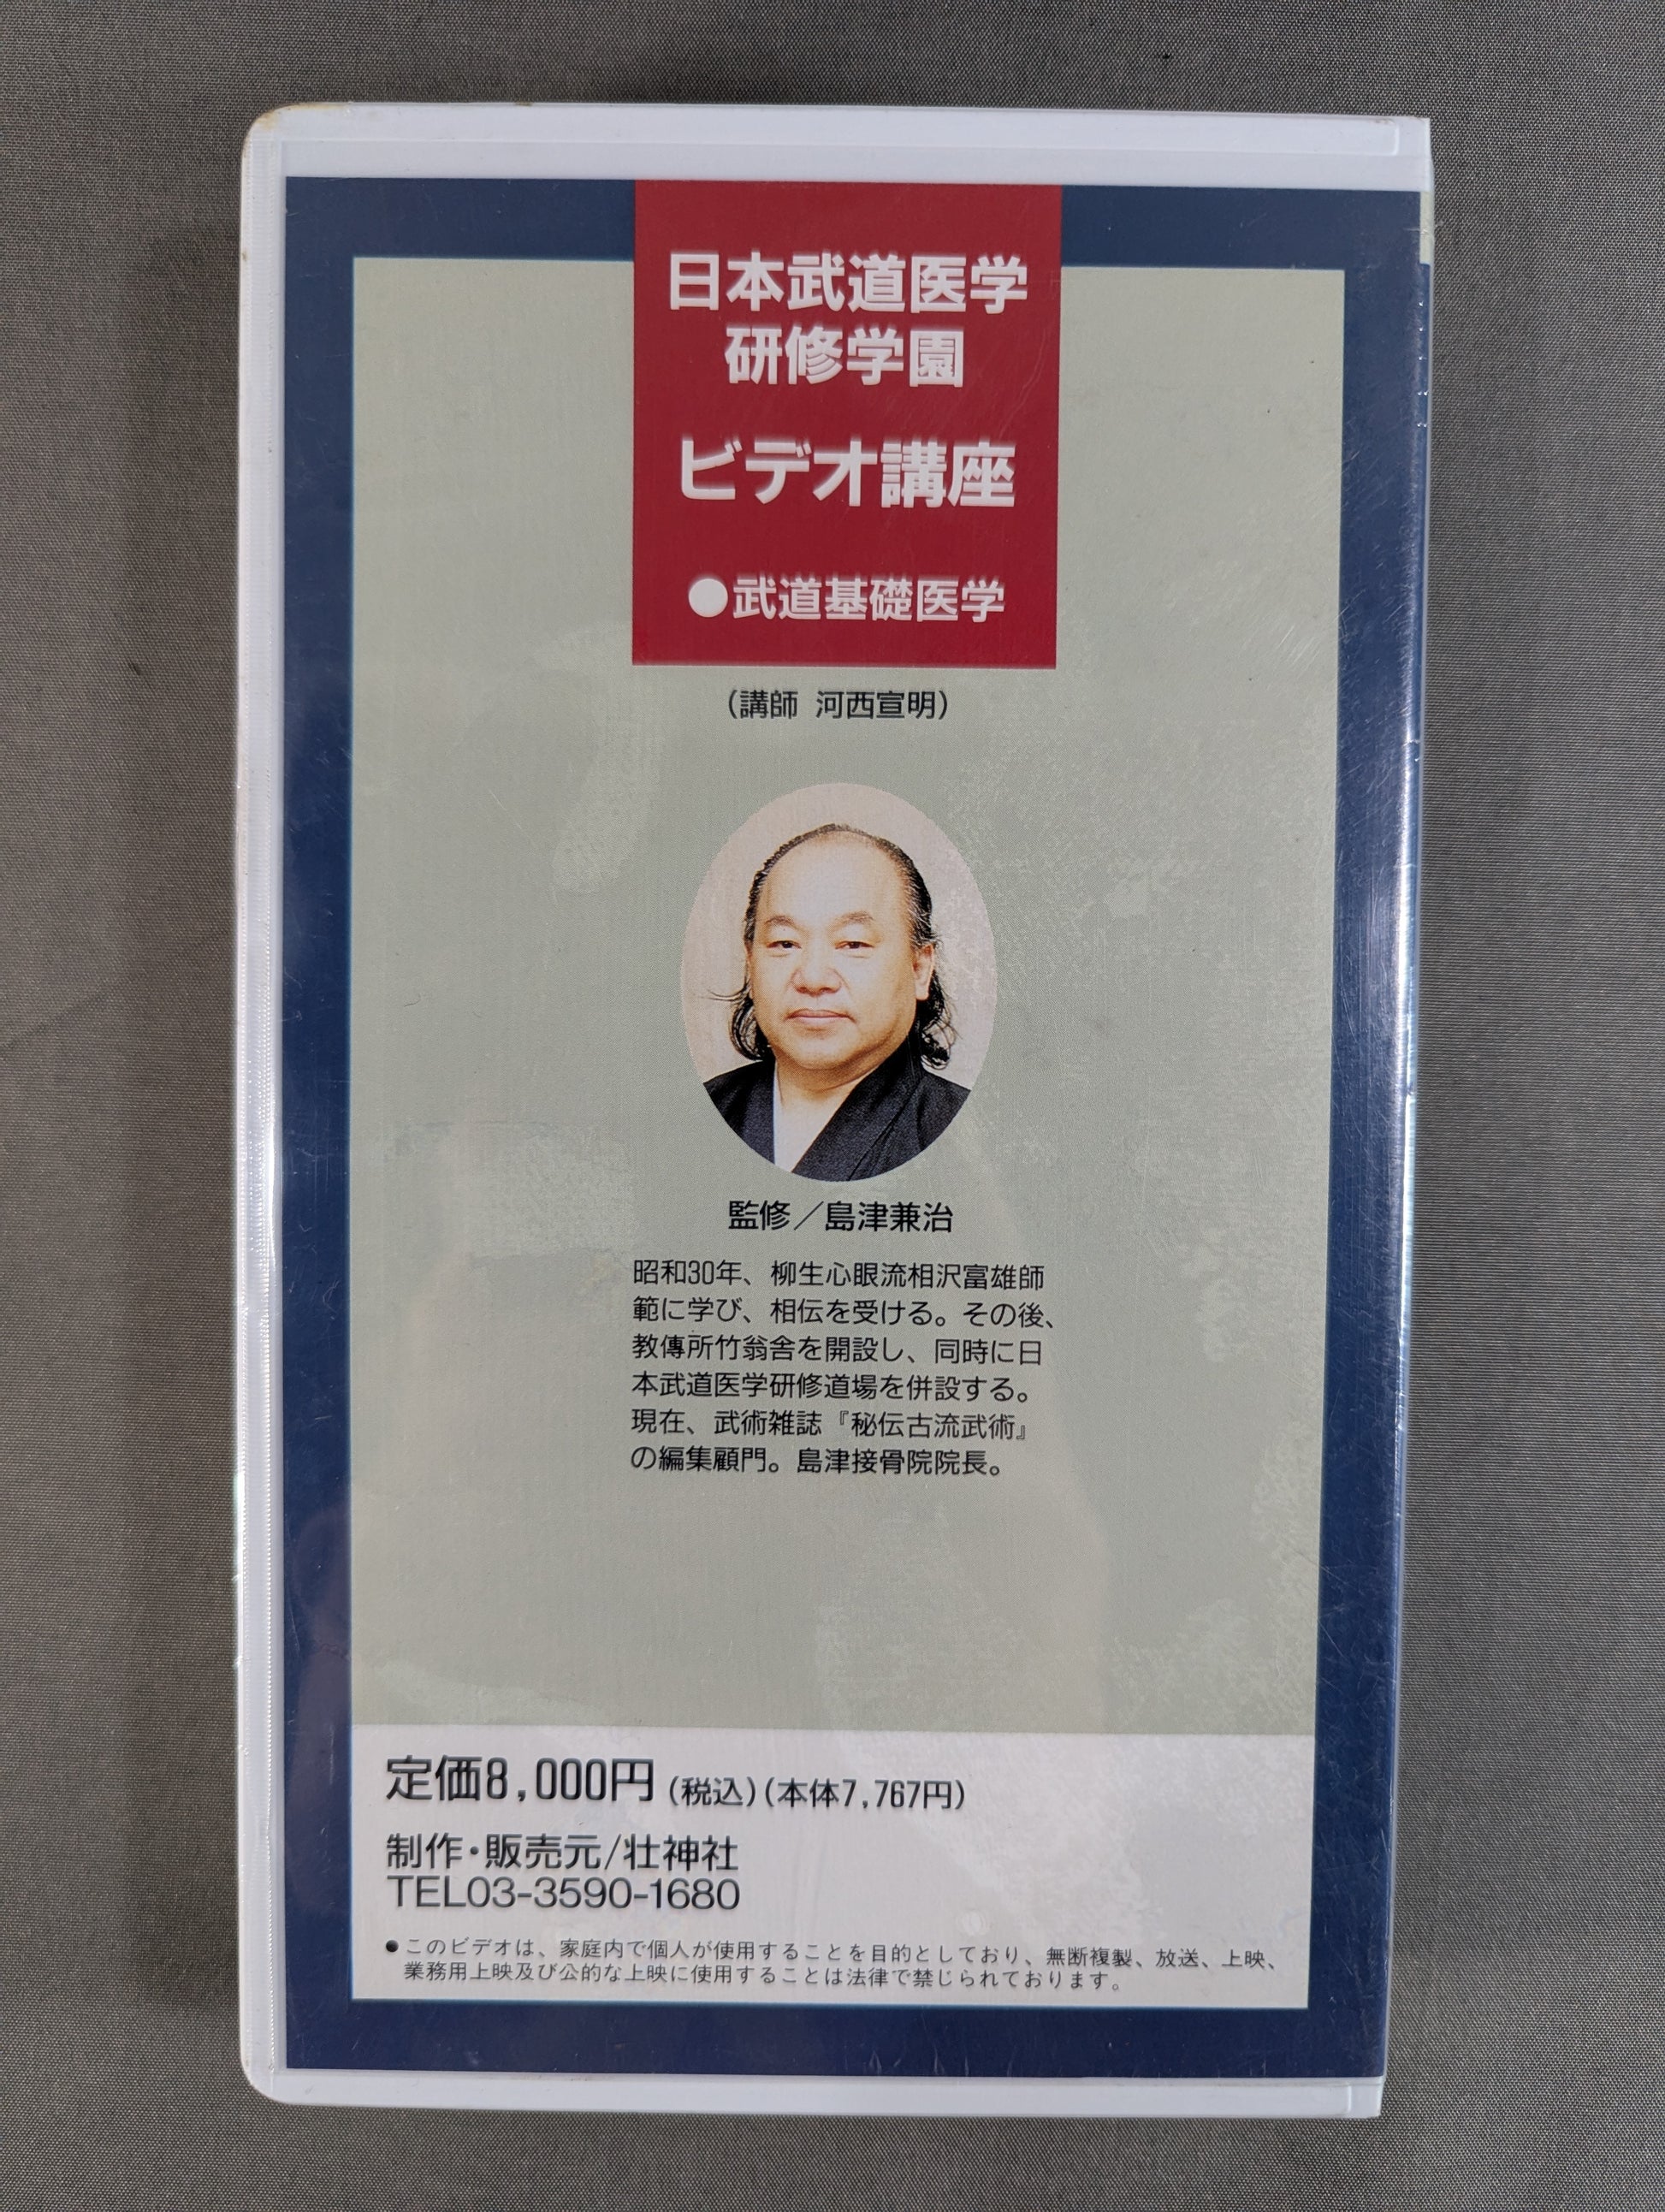 日本武道医学
研修学園
ビデオ講座
●武道基礎医学
（講師 河西宣明）
監修／島津兼治
昭和30年、柳生心眼流相沢富雄師
範に学び、相伝を受ける。その後、
教傳所竹翁舎を開設し、同時に日
本武道医学研修道場を併設する。
現在、武術雑誌『秘伝古流武術』
の編集顧門。島津接骨院院長。
定価8,000円(税込)(本体7,767円)
制作・販売元/壮神社
TEL03-3590-1680
●このビデオは、家庭内で個人が使用することを目的としており、無断複製、放送、上映、
業務用上映及び公的な上映に使用することは法律で禁じられております。